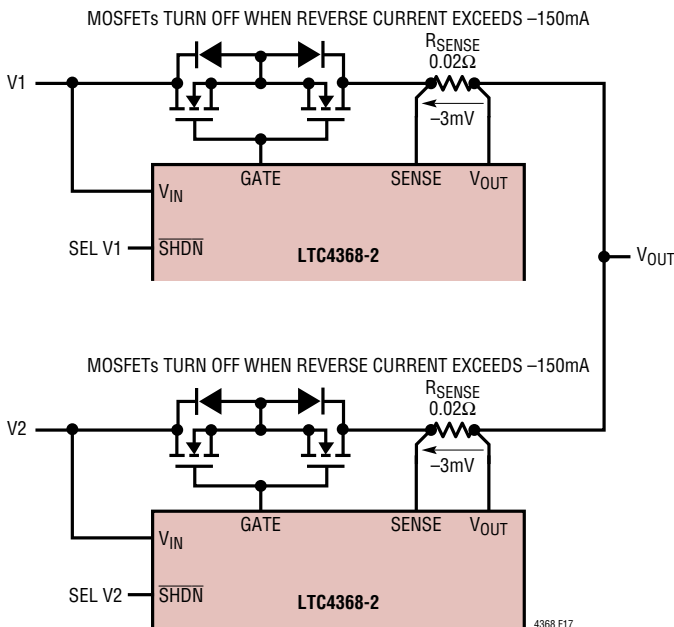 MOSFETs TURN OFF WHEN REVERSE CURRENT EXCEEDS –150mA
RSENSE
0.02Ω
V1
–3mV
GATE
SENSE
VOUT
VIN
SEL V1
SHDN
LTC4368-2
VOUT
MOSFETs TURN OFF WHEN REVERSE CURRENT EXCEEDS –150mA
RSENSE
0.02Ω
V2
–3mV
GATE
SENSE
VOUT
VIN
SEL V2
SHDN
LTC4368-2
4368 F17